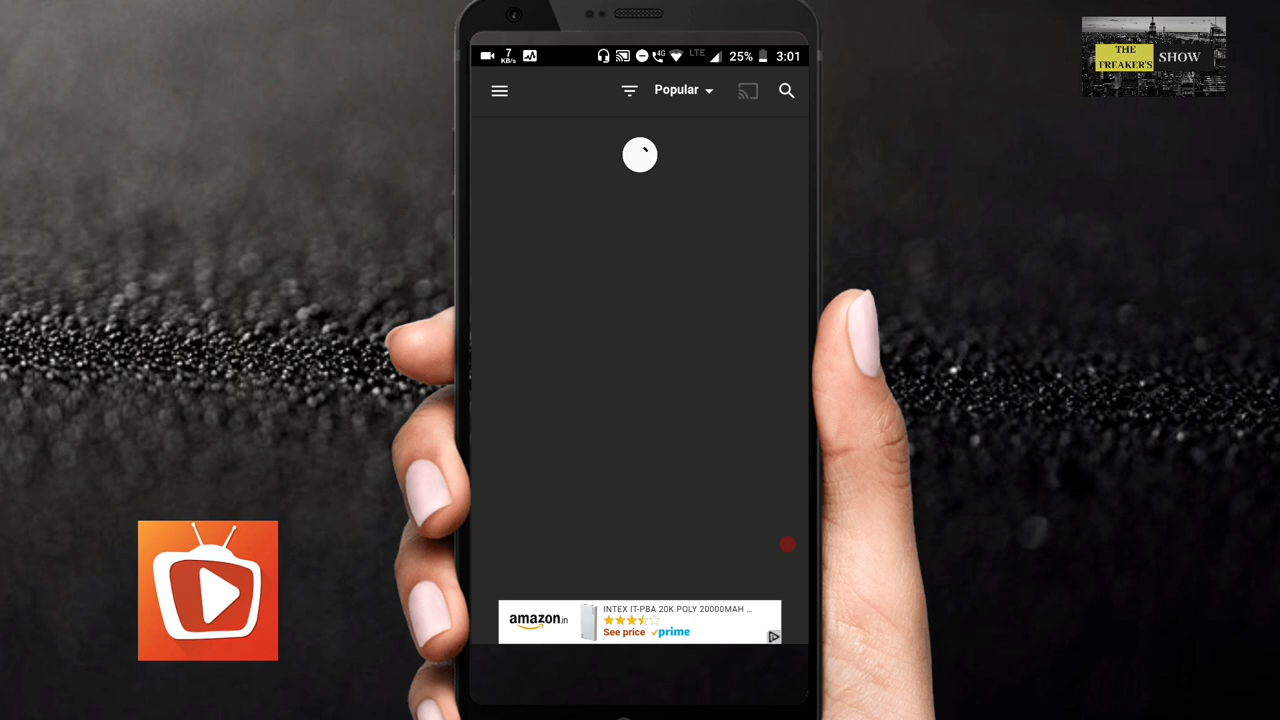 7
KB/s
4G
LTE
25%
3:01
Popular
THE
FREAKER'S
SHOW
amazon.in
INTEX IT-PBA 20K POLY 20000MAH ...
See price
prime